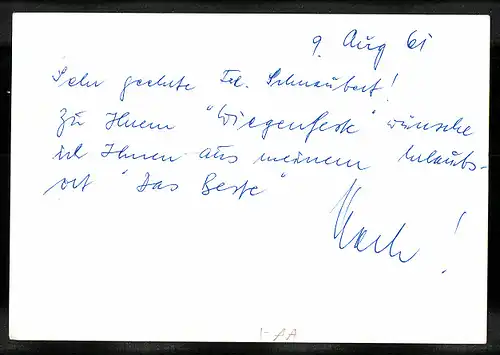 9. Aug 61
Sehr geehrte Frl. Schnaubert!
Zu Ihrem "Wiegenfeste" wünsche
ich Ihnen aus meinem Urlaubs-
ort "Das Beste"
!
I-AA